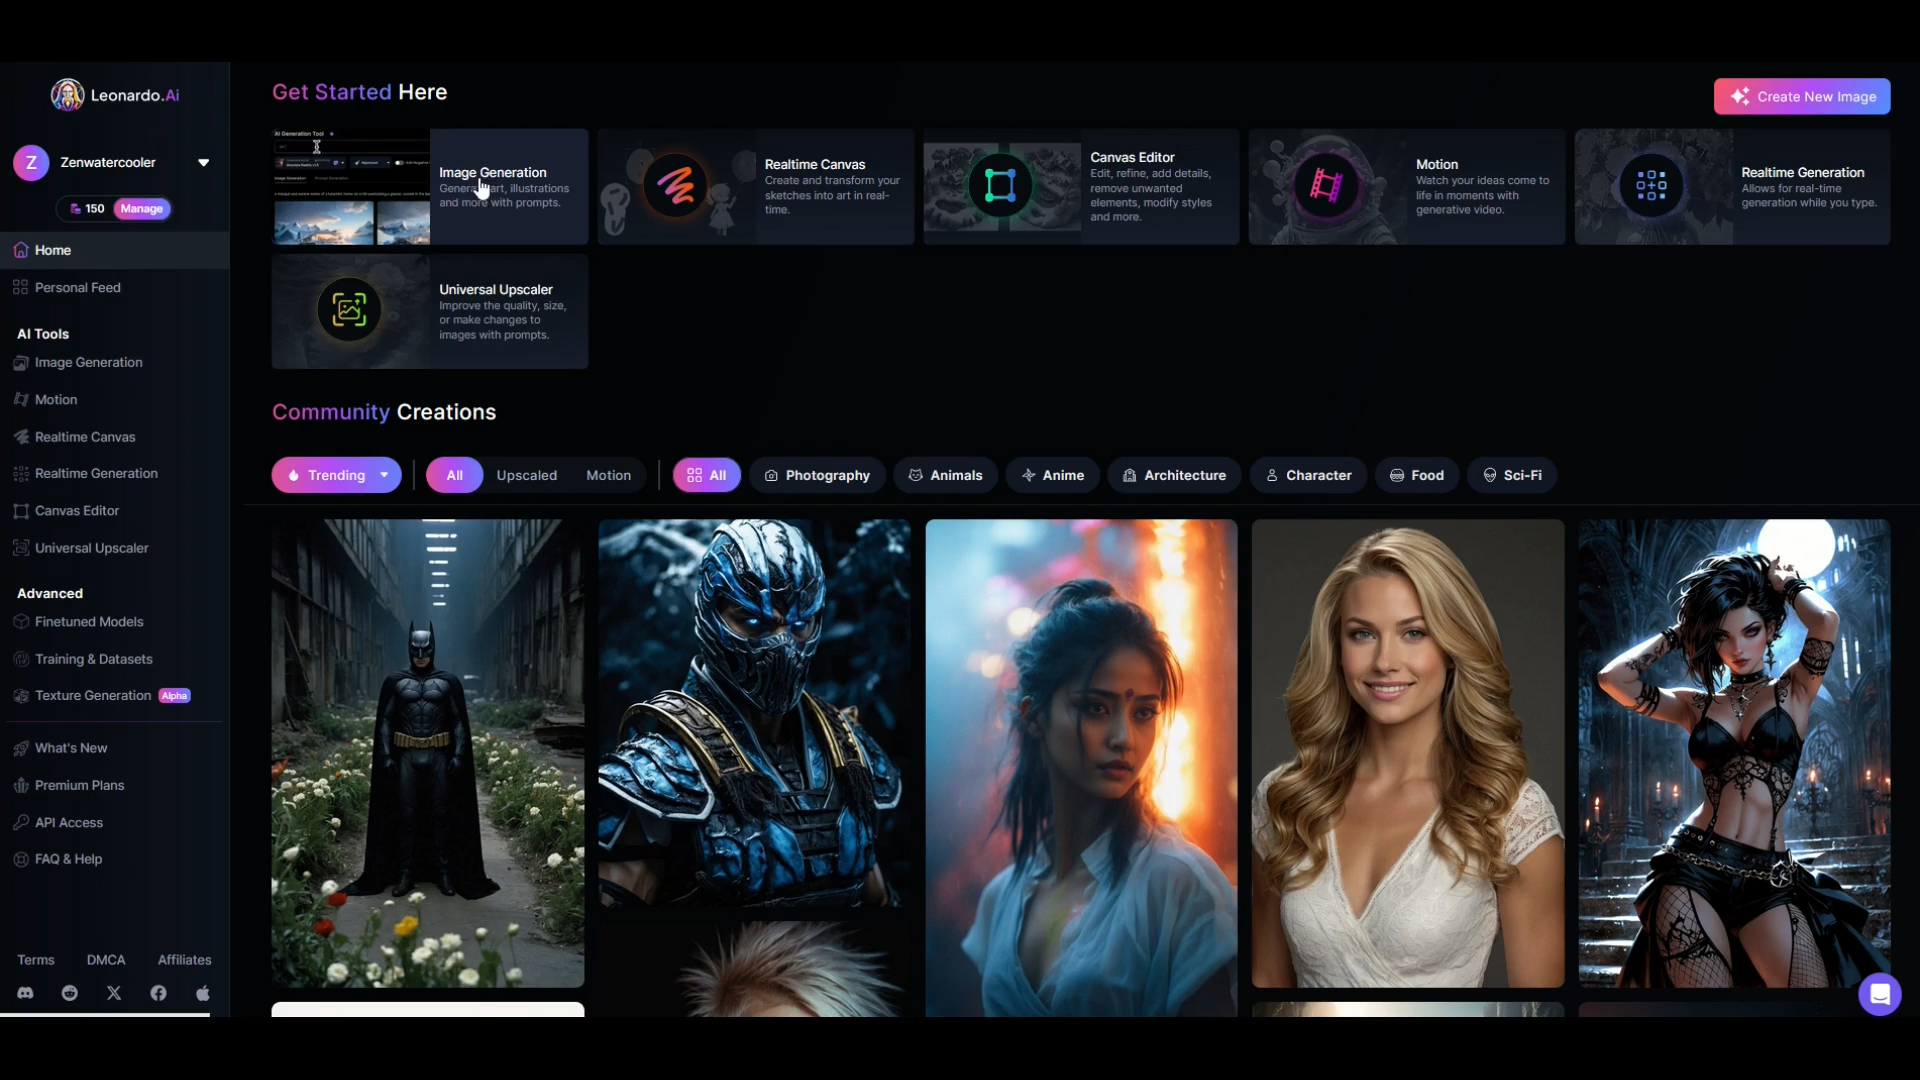 Leonardo.Ai
Z
Zenwatercooler
150
Manage
Home
Personal Feed
AI Tools
Image Generation
Motion
Realtime Canvas
Realtime Generation
Canvas Editor
Universal Upscaler
Advanced
Finetuned Models
Training & Datasets
Texture Generation Alpha
What's New
Premium Plans
API Access
FAQ & Help
Terms DMCA Affiliates
Get Started Here
Create New Image
AI Generation Tool
Image Generation
art, illustrations
and more with prompts.
Realtime Canvas
Create and transform your
sketches into art in real-
time.
Canvas Editor
Edit, refine, add details,
remove unwanted
elements, modify styles
and more.
Motion
Watch your ideas come to
life in moments with
generative video.
Realtime Generation
Allows for real-time
generation while you type.
Universal Upscaler
Improve the quality, size,
or make changes to
images with prompts.
Community Creations
Trending
All Upscaled Motion
All Photography Animals Anime Architecture Character Food Sci-Fi